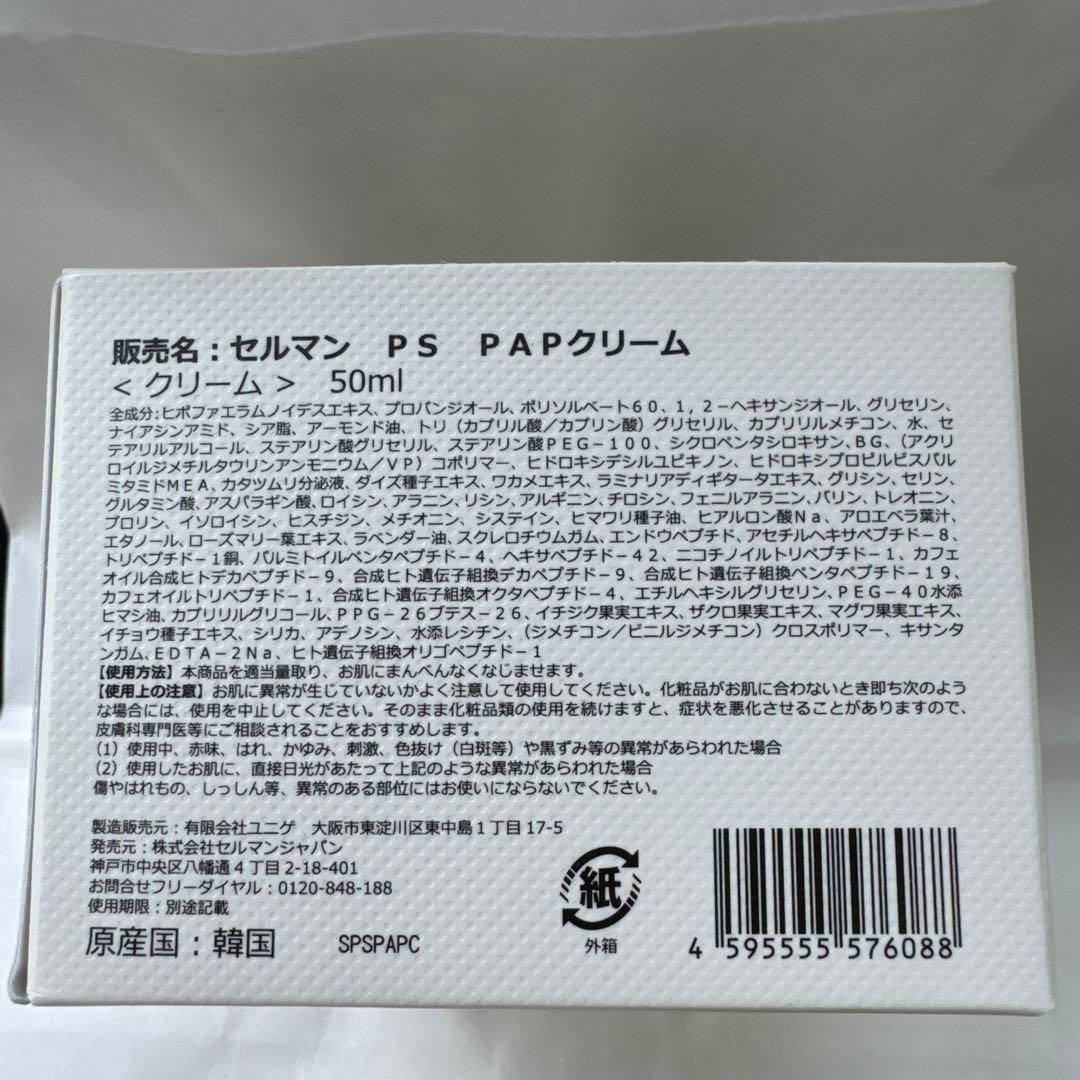 販売名：セルマン　ＰＳ　ＰＡＰクリーム
＜ クリーム ＞　50ml
全成分：ヒポファエラムノイデスエキス、プロパンジオール、ポリソルベート６０、１，２－ヘキサンジオール、グリセリン、
ナイアシンアミド、シア脂、アーモンド油、トリ（カプリル酸／カプリン酸）グリセリル、カプリリルメチコン、水、セ
テアリルアルコール、ステアリン酸グリセリル、ステアリン酸ＰＥＧ－１００、シクロペンタシロキサン、ＢＧ、（アクリ
ロイルジメチルタウリンアンモニウム／ＶＰ）コポリマー、ヒドロキシデシルユビキノン、ヒドロキシプロピルビスパル
ミタミドＭＥＡ、カタツムリ分泌液、ダイズ種子エキス、ワカメエキス、ラミナリアディギタータエキス、グリシン、セリン、
グルタミン酸、アスパラギン酸、ロイシン、アラニン、リシン、アルギニン、チロシン、フェニルアラニン、バリン、トレオニン、
プロリン、イソロイシン、ヒスチジン、メチオニン、システイン、ヒマワリ種子油、ヒアルロン酸Ｎａ、アロエベラ葉汁、
エタノール、ローズマリー葉エキス、ラベンダー油、スクレロチウムガム、エンドウペプチド、アセチルヘキサペプチド－８、
トリペプチド－１銅、パルミトイルペンタペプチド－４、ヘキサペプチド－４２、ニコチノイルトリペプチド－１、カフェ
オイル合成ヒトデカペプチド－９、合成ヒト遺伝子組換デカペプチド－９、合成ヒト遺伝子組換ペンタペプチド－１９、
カフェオイルトリペプチド－１、合成ヒト遺伝子組換オクタペプチド－４、エチルヘキシルグリセリン、ＰＥＧ－４０水添
ヒマシ油、カプリリルグリコール、ＰＰＧ－２６ブテス－２６、イチジク果実エキス、ザクロ果実エキス、マグワ果実エキス、
イチョウ種子エキス、シリカ、アデノシン、水添レシチン、（ジメチコン／ビニルジメチコン）クロスポリマー、キサンタ
ンガム、ＥＤＴＡ－２Ｎａ、ヒト遺伝子組換オリゴペプチド－１
【使用方法】本商品を適当量取り、お肌にまんべんなくなじませます。
【使用上の注意】お肌に異常が生じていないかよく注意して使用してください。化粧品がお肌に合わないとき即ち次のよう
な場合には、使用を中止してください。そのまま化粧品類の使用を続けますと、症状を悪化させることがありますので、
皮膚科専門医等にご相談されることをおすすめします。
（1）使用中、赤味、はれ、かゆみ、刺激、色抜け（白斑等）や黒ずみ等の異常があらわれた場合
（2）使用したお肌に、直接日光があたって上記のような異常があらわれた場合
傷やはれもの、しっしん等、異常のある部位にはお使いにならないでください。
製造販売元：有限会社ユニゲ　大阪市東淀川区東中島１丁目17-5
発売元：株式会社セルマンジャパン
神戸市中央区八幡通４丁目2-18-401
お問合せフリーダイヤル：0120-848-188
使用期限：別途記載
原産国：韓国　SPSPAPC
紙
外箱
4 595555 576088